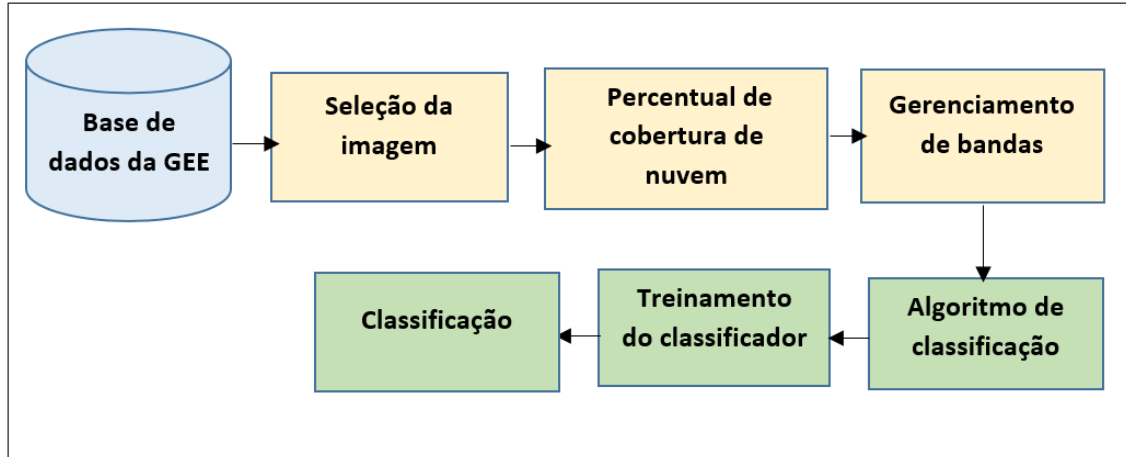 Base de
dados da GEE
Seleção da
imagem
Percentual de
cobertura de
nuvem
Gerenciamento
de bandas
Algoritmo de
classificação
Treinamento
do classificador
Classificação